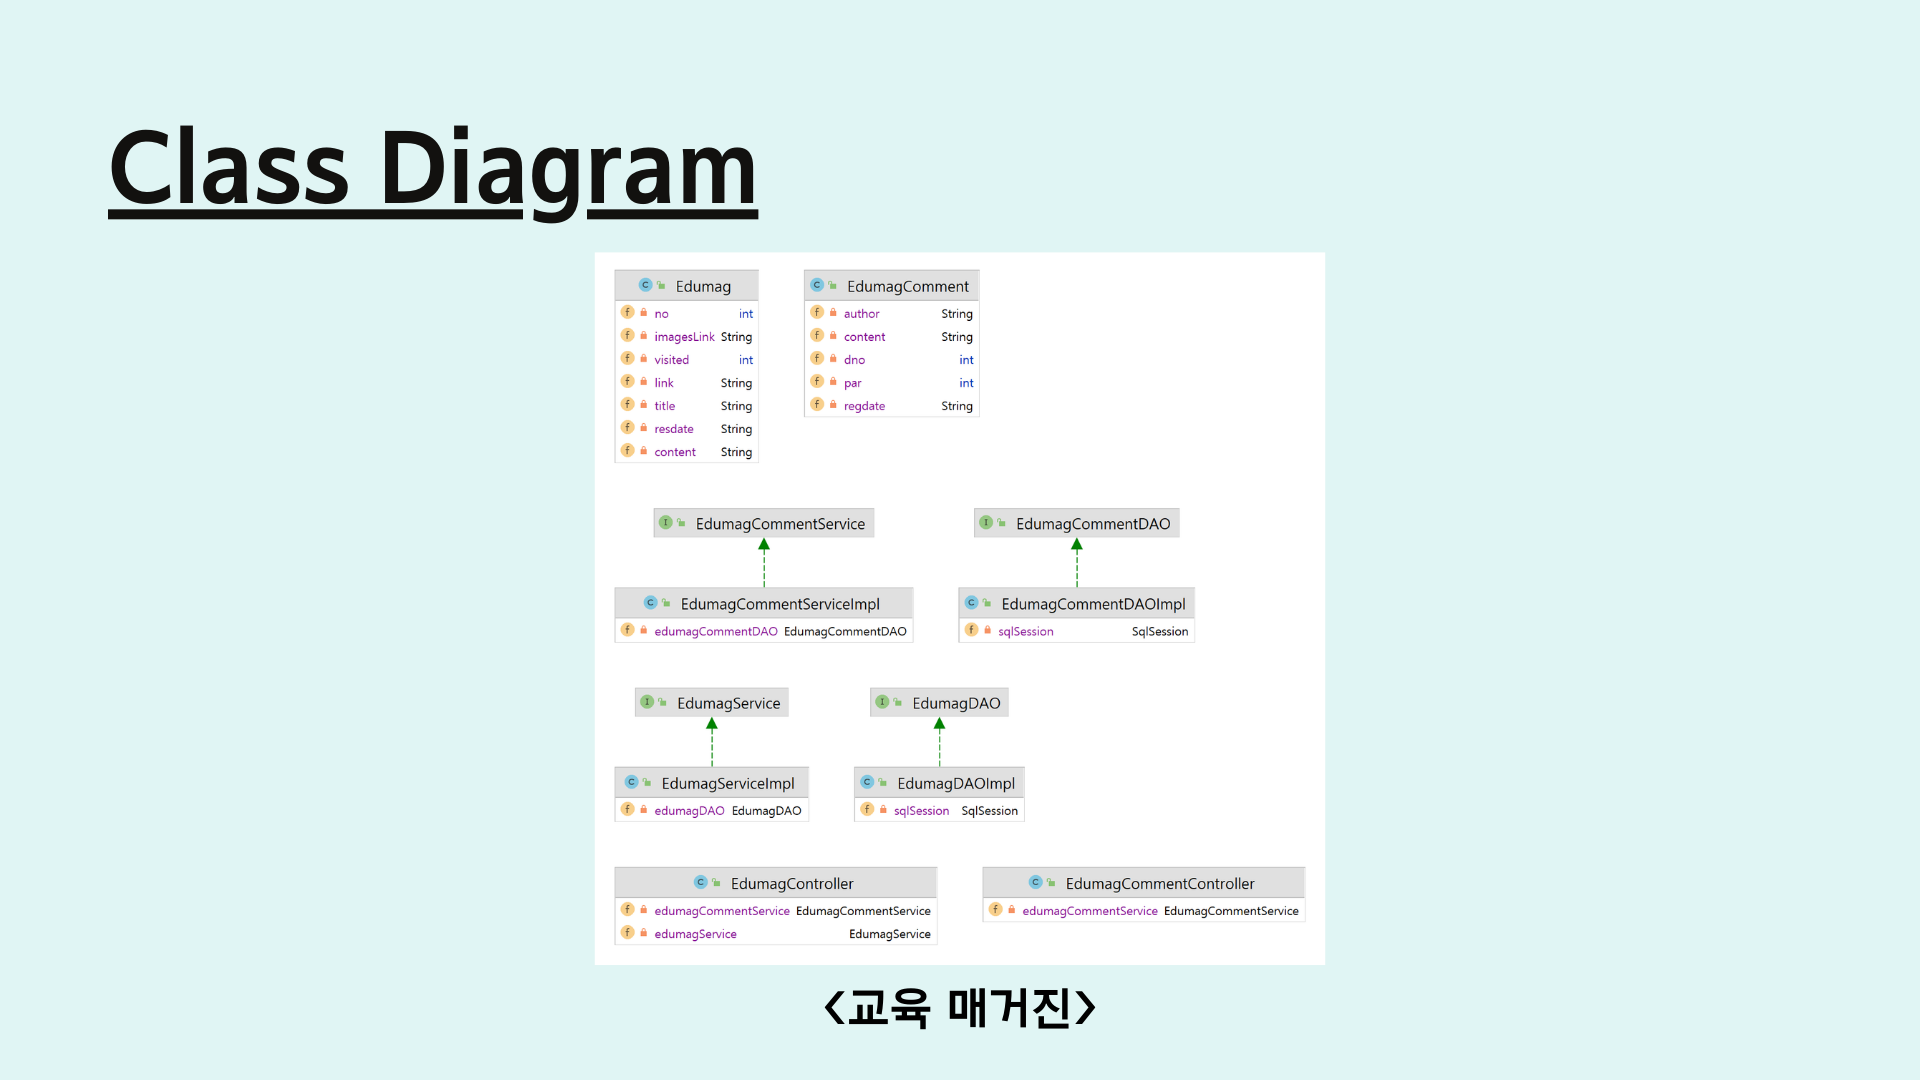 Class Diagram
Edumag
no int
imagesLink String
visited int
link String
title String
resdate String
content String
EdumagComment
author String
content String
dno int
par int
regdate String
EdumagCommentService
EdumagCommentDAO
EdumagCommentServiceImpl
edumagCommentDAO EdumagCommentDAO
EdumagCommentDAOImpl
sqlSession SqlSession
EdumagService
EdumagDAO
EdumagServiceImpl
edumagDAO EdumagDAO
EdumagDAOImpl
sqlSession SqlSession
EdumagController
edumagCommentService EdumagCommentService
edumagService EdumagService
EdumagCommentController
edumagCommentService EdumagCommentService
<교육 매거진>